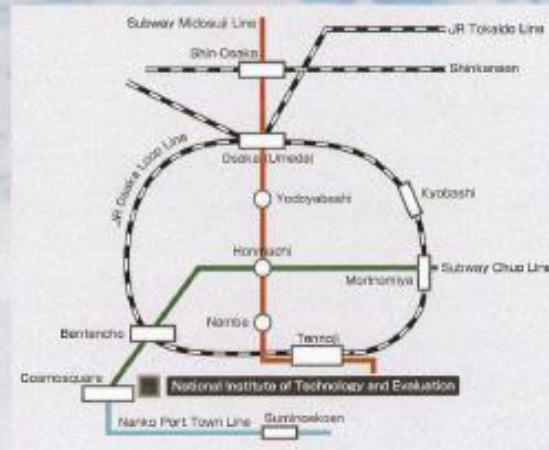 Subway Midosuji Line
JR Tokaido Line
Shin-Osaka
Shinkansen
JR Osaka Loop Line
Osaka (Umeda)
Yodoyabashi
Kyobashi
Honmachi
Subway Chuo Line
Morinomiya
Namba
Bentencho
Tennoji
Cosmosquare
National Institute of Technology and Evaluation
Nanko Port Town Line
Suminoekoen